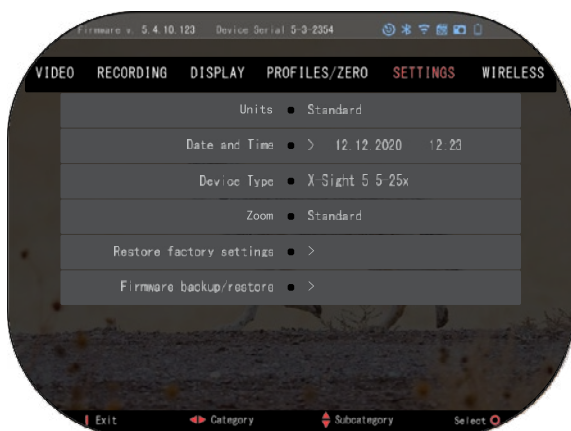 Firmware v. 5.4.10.123 Device Serial 5-3-2354
VIDEO RECORDING DISPLAY PROFILES/ZERO SETTINGS WIRELESS
Units • Standard
Date and Time • > 12.12.2020 12.23
Device Type • X-Sight 5 5-25x
Zoom • Standard
Restore factory settings • >
Firmware backup/restore • >
Exit Category Subcategory Select